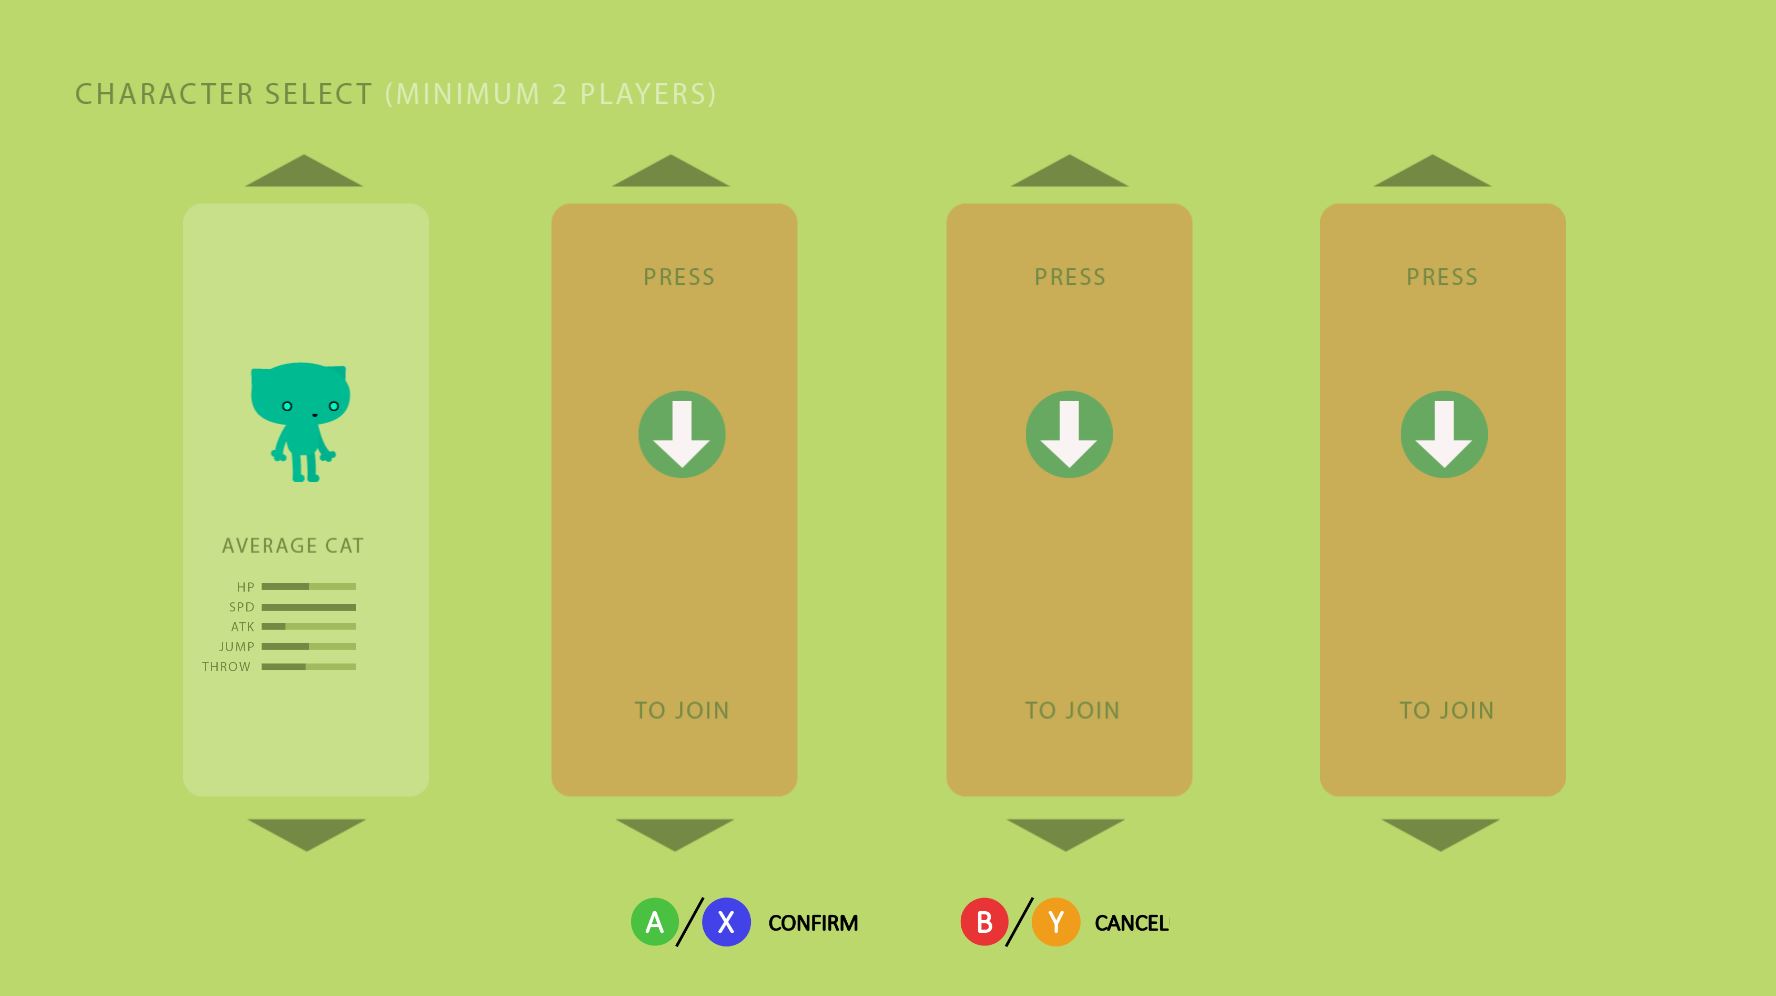 CHARACTER SELECT (MINIMUM 2 PLAYERS)
PRESS
PRESS
PRESS
AVERAGE CAT
HP
SPD
ATK
JUMP
THROW
TO JOIN
TO JOIN
TO JOIN
A/X CONFIRM
B/Y CANCEL